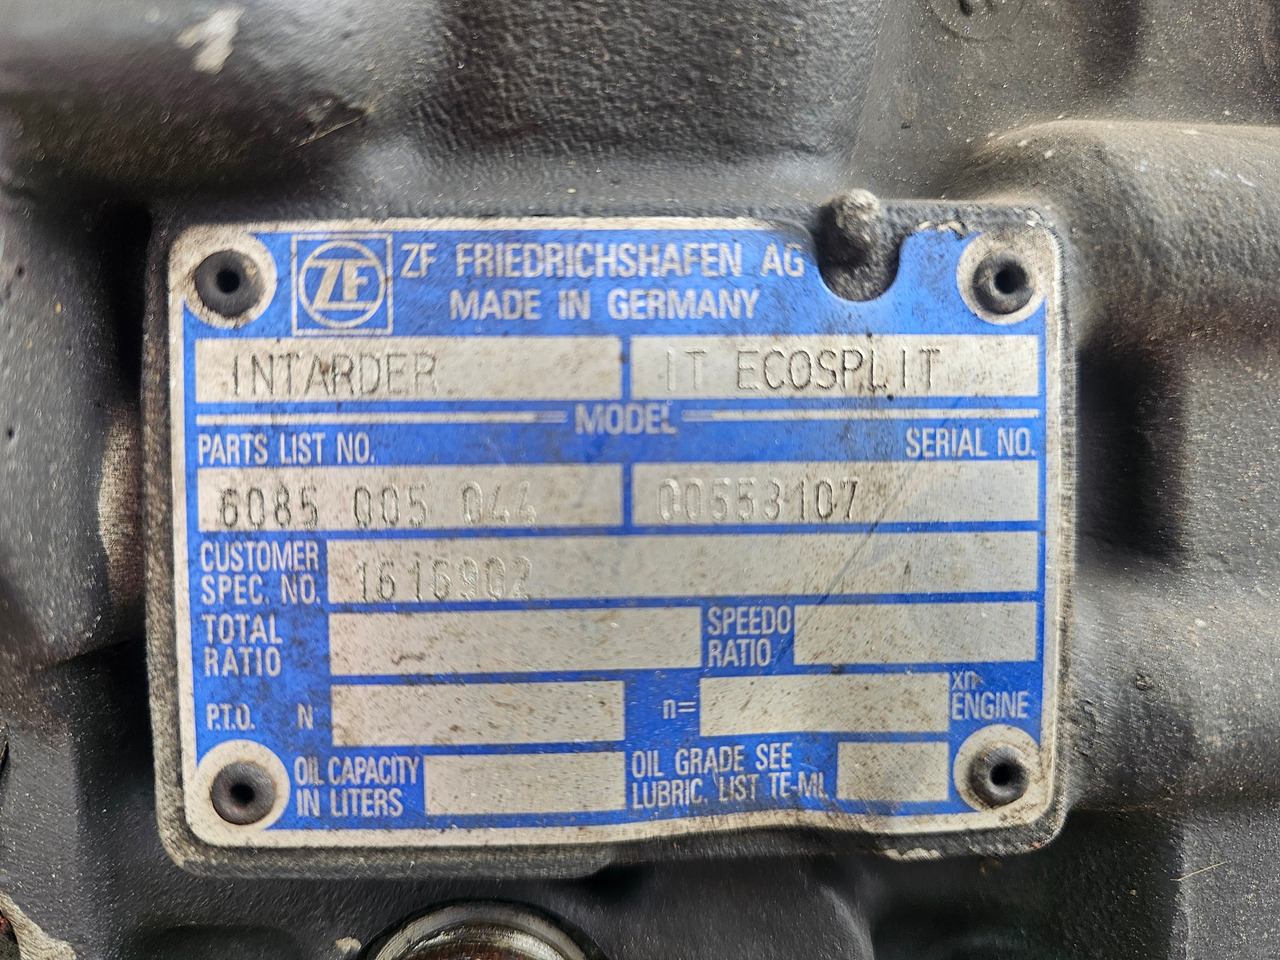 ZF FRIEDRICHSHAFEN AG
MADE IN GERMANY
INTARDER IT ECOSPLIT
MODEL
PARTS LIST NO. SERIAL NO.
6085 005 044 00553107
CUSTOMER SPEC. NO. 1616902
TOTAL RATIO
SPEEDO RATIO
P.T.O. N
n= xn ENGINE
OIL CAPACITY IN LITERS
OIL GRADE SEE LUBRIC. LIST TE-ML